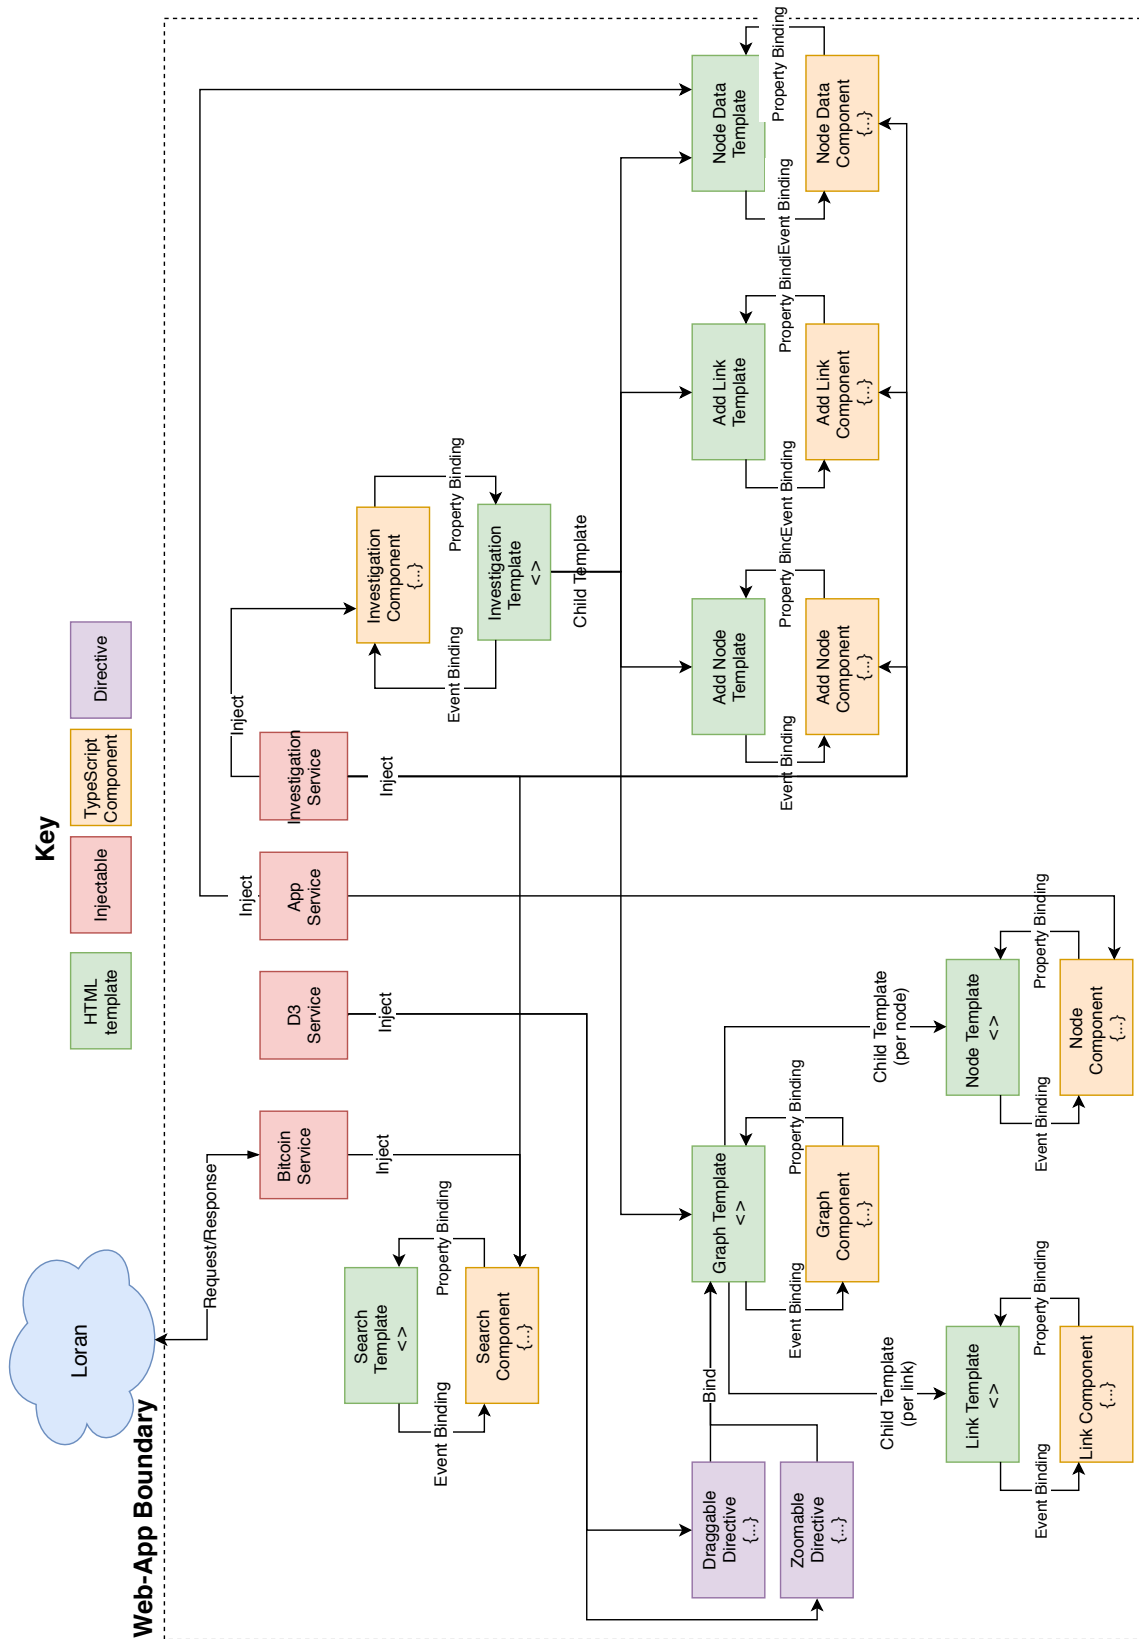 Key
HTML
template
Injectable
TypeScript
Component
Directive
Loran
Web-App Boundary
Request/Response
Bitcoin
Service
D3
Service
App
Service
Investigation
Service
Inject
Inject
Inject
Inject
Inject
Search
Template
< >
Event Binding
Property Binding
Search
Component
{...}
Investigation
Component
{...}
Event Binding
Property Binding
Investigation
Template
< >
Child Template
Draggable
Directive
{...}
Zoomable
Directive
{...}
Bind
Graph Template
< >
Event Binding
Property Binding
Graph
Component
{...}
Add Node
Template
Event Binding
Property Bin
Add Node
Component
{...}
Add Link
Template
Event Binding
Property Bindi
Add Link
Component
{...}
Node Data
Template
Event Binding
Property Binding
Node Data
Component
{...}
Child Template
(per link)
Link Template
< >
Event Binding
Property Binding
Link Component
{...}
Child Template
(per node)
Node Template
< >
Event Binding
Property Binding
Node
Component
{...}